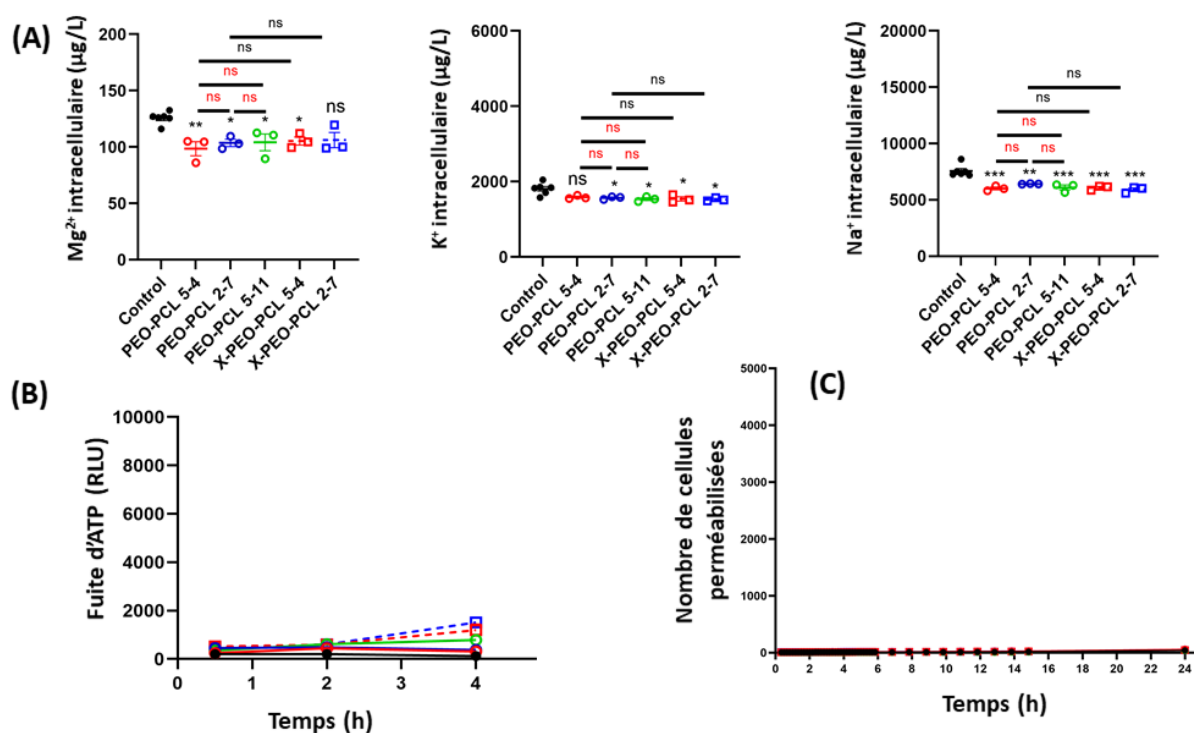 (A)
Mg2+ intracellulaire (µg/L)
200
150
100
50
0
ns
ns
ns
ns ns
** * * * ns
Control
PEO-PCL 5-4
PEO-PCL 2-7
PEO-PCL 5-11
X-PEO-PCL 5-4
X-PEO-PCL 2-7
K+ intracellulaire (µg/L)
6000
4000
2000
0
ns
ns
ns
ns ns
ns * * * *
Control
PEO-PCL 5-4
PEO-PCL 2-7
PEO-PCL 5-11
X-PEO-PCL 5-4
X-PEO-PCL 2-7
Na+ intracellulaire (µg/L)
20000
15000
10000
5000
0
ns
ns
ns
ns ns
*** ** *** *** ***
Control
PEO-PCL 5-4
PEO-PCL 2-7
PEO-PCL 5-11
X-PEO-PCL 5-4
X-PEO-PCL 2-7
(B)
Fuite d'ATP (RLU)
10000
8000
6000
4000
2000
0
0 1 2 3 4
Temps (h)
(C)
Nombre de cellules
perméabilisées
5000
4000
3000
2000
1000
0
0 2 4 6 8 10 12 14 16 18 20 22 24
Temps (h)